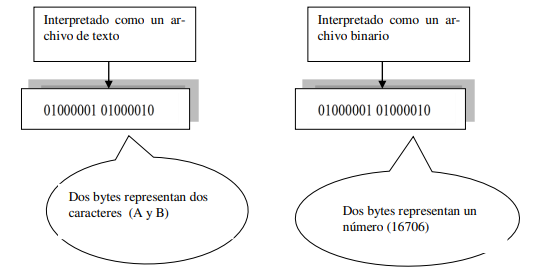 Interpretado como un ar-
chivo de texto
01000001 01000010
Dos bytes representan dos
caracteres (A y B)
Interpretado como un ar-
chivo binario
01000001 01000010
Dos bytes representan un
número (16706)